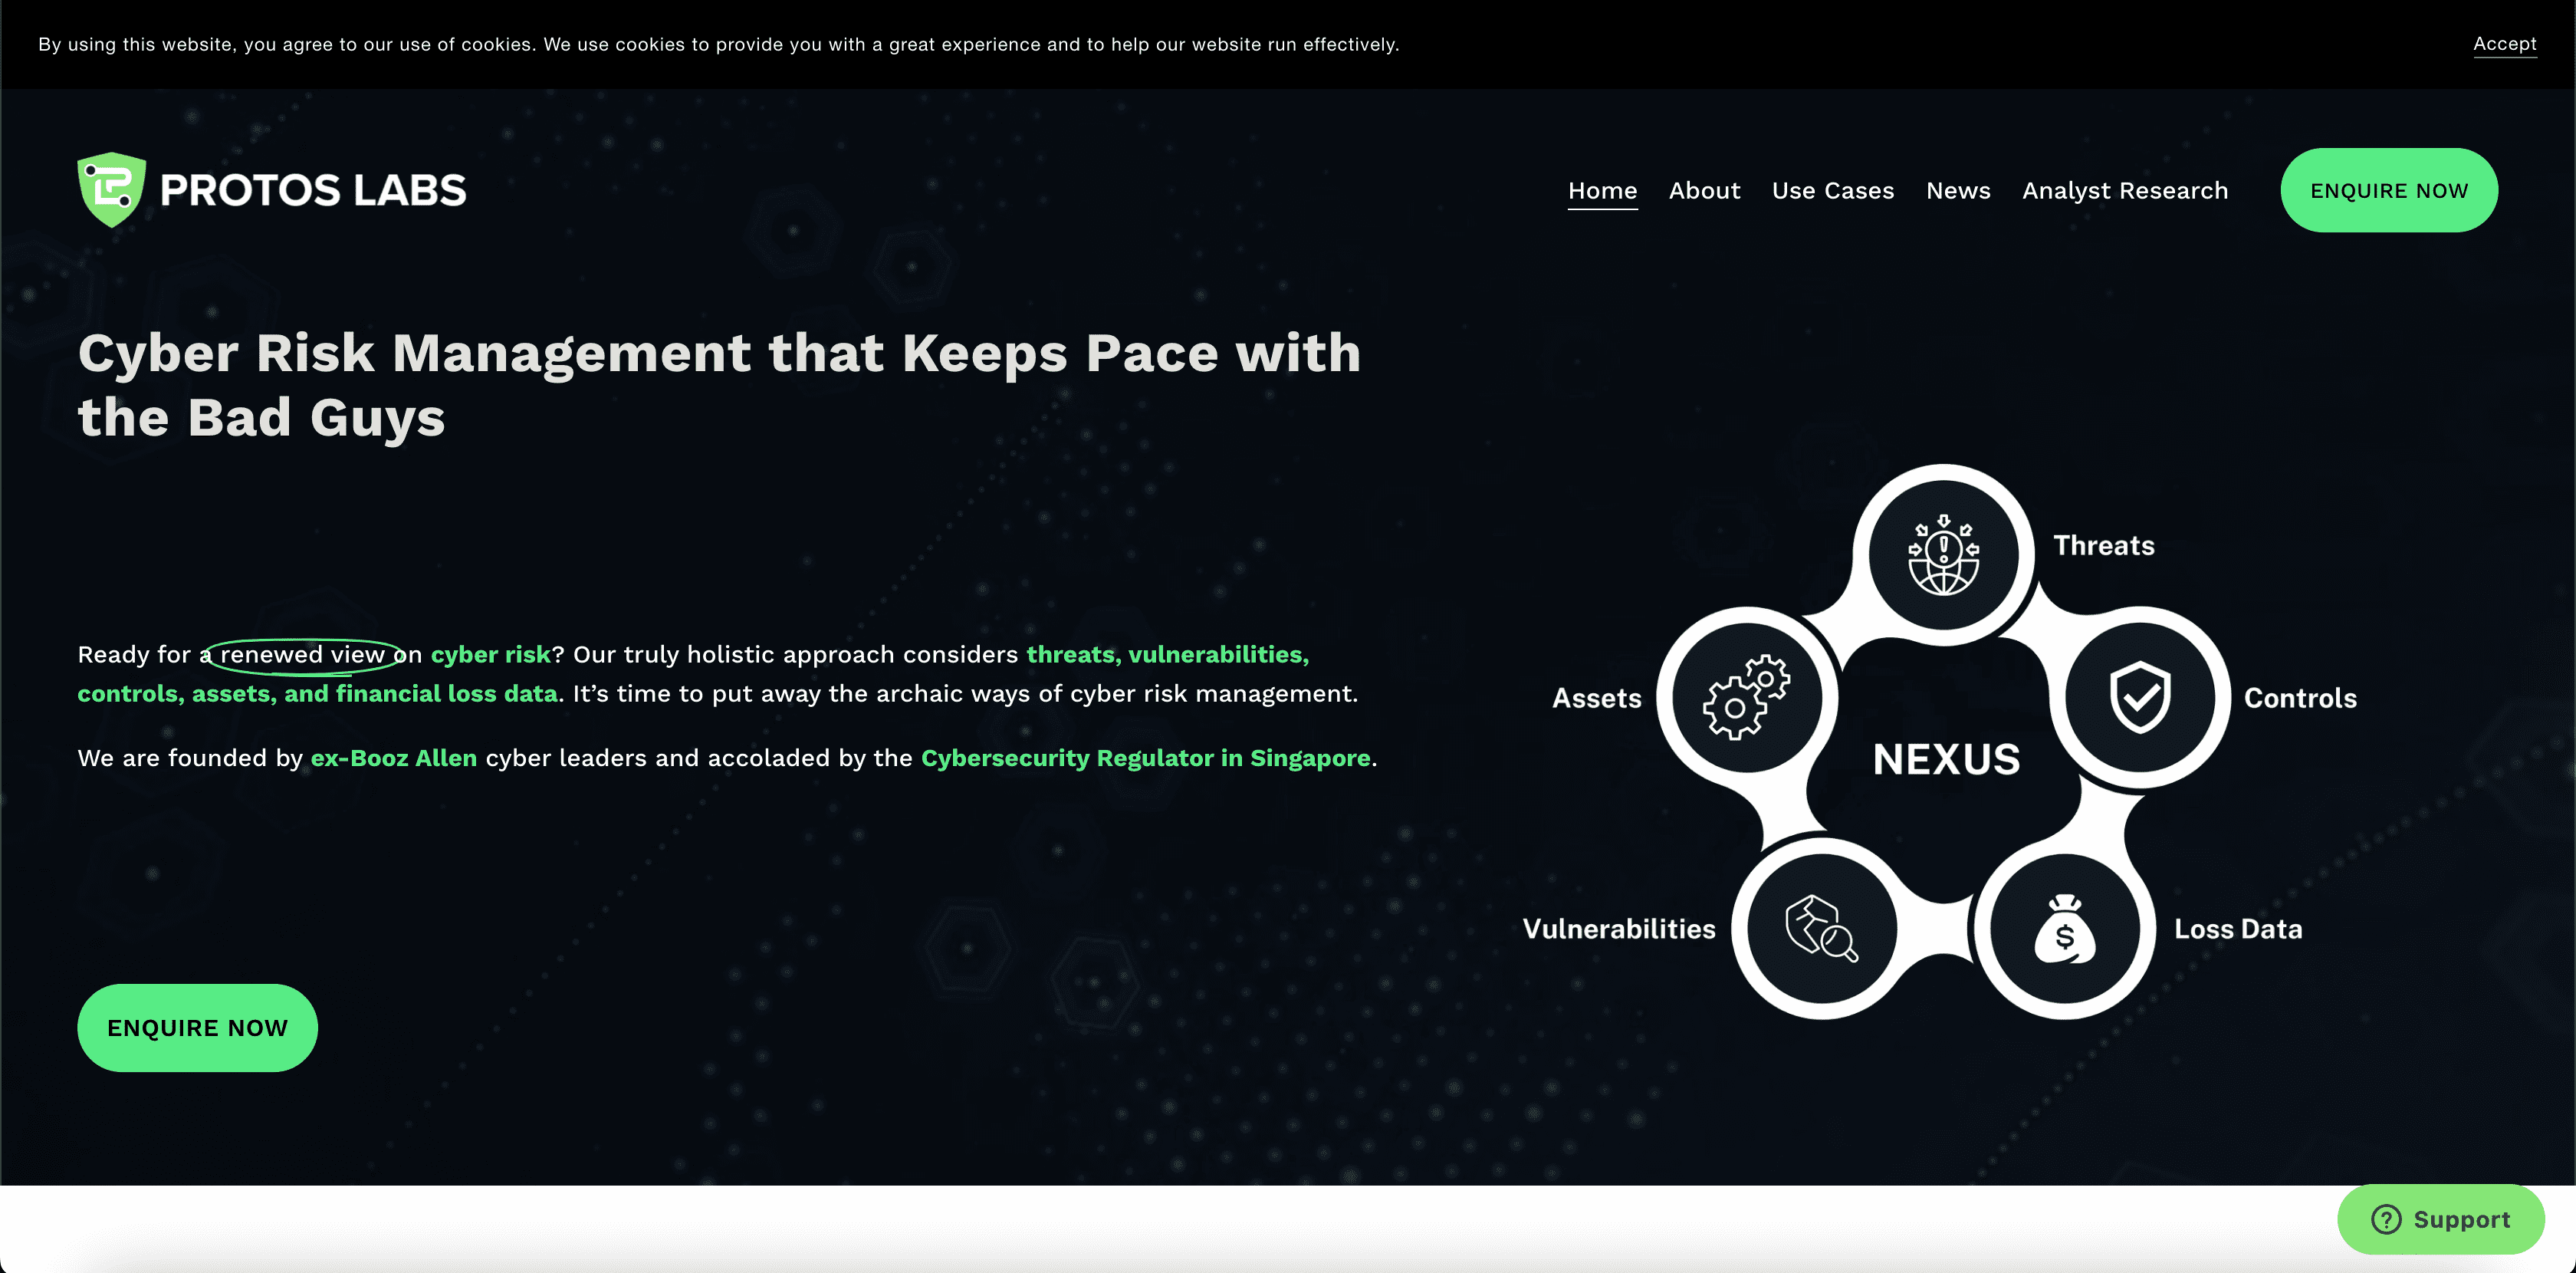 By using this website, you agree to our use of cookies. We use cookies to provide you with a great experience and to help our website run effectively.
Accept
PROTOS LABS
Home
About
Use Cases
News
Analyst Research
ENQUIRE NOW
Cyber Risk Management that Keeps Pace with
the Bad Guys
Ready for a renewed view on cyber risk? Our truly holistic approach considers threats, vulnerabilities,
controls, assets, and financial loss data. It’s time to put away the archaic ways of cyber risk management.
We are founded by ex-Booz Allen cyber leaders and accoladed by the Cybersecurity Regulator in Singapore.
ENQUIRE NOW
Threats
Assets
Controls
NEXUS
Vulnerabilities
$
Loss Data
Support